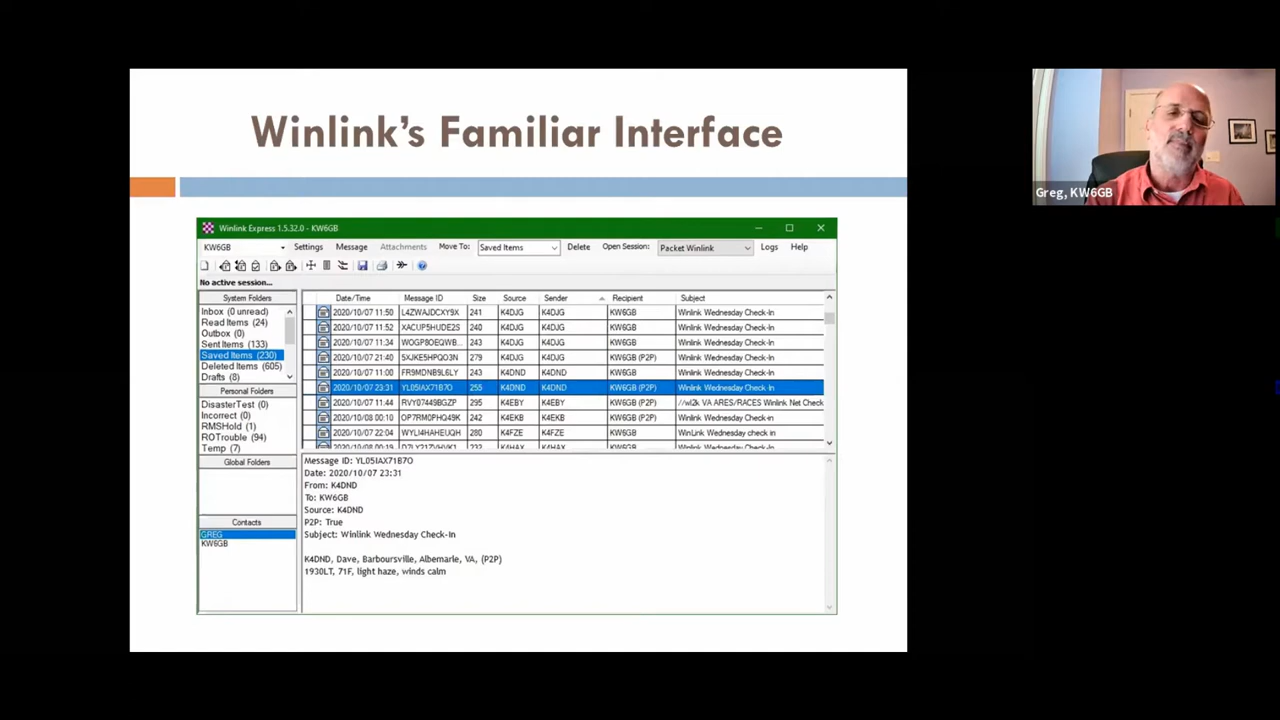 Winlink's Familiar Interface
Greg, KW6GB
Winlink Express 1.5.32.0 - KW6GB
KW6GB Settings Message Attachments Move To: Saved Items Delete Open Session: Packet Winlink Logs Help
No active session...
System Folders
Inbox (0 unread)
Read Items (24)
Outbox (0)
Sent Items (133)
Saved Items (230)
Deleted Items (605)
Drafts (8)
Personal Folders
DisasterTest (0)
Incorrect (0)
RMSHold (1)
ROTrouble (94)
Temp (7)
Global Folders
Contacts
GREG
KW6GB
Date/Time Message ID Size Source Sender Recipient Subject
2020/10/07 11:50 L4ZWAJDCXY9X 241 K4DJG K4DJG KW6GB Winlink Wednesday Check-In
2020/10/07 11:52 XACUP5HUDE2S 240 K4DJG K4DJG KW6GB Winlink Wednesday Check-In
2020/10/07 11:34 243 K4DJG K4DJG KW6GB Winlink Wednesday Check-In
2020/10/07 21:40 5XJKE5HPQO3N 279 K4DJG K4DJG KW6GB (P2P) Winlink Wednesday Check-In
2020/10/07 11:00 FR9MDNB9L6LY 243 K4DND K4DND KW6GB Winlink Wednesday Check-In
2020/10/07 23:31 YL05IAX71B7O 255 K4DND K4DND KW6GB (P2P) Winlink Wednesday Check-In
2020/10/07 11:44 RVY07449BGZP 295 K4EBY K4EBY KW6GB (P2P) //wl2k VA ARES/RACES Winlink Net Check
2020/10/08 00:10 OP7RM0PHQ49K 242 K4EKB K4EKB KW6GB (P2P) Winlink Wednesday Check-in
2020/10/07 22:04 WYLI4HAHEUQH 280 K4FZE K4FZE KW6GB WinLink Wednesday check in
Message ID: YL05IAX71B7O
Date: 2020/10/07 23:31
From: K4DND
To: KW6GB
Source: K4DND
P2P: True
Subject: Winlink Wednesday Check-In
K4DND, Dave, Barboursville, Albemarle, VA, (P2P)
1930LT, 71F, light haze, winds calm